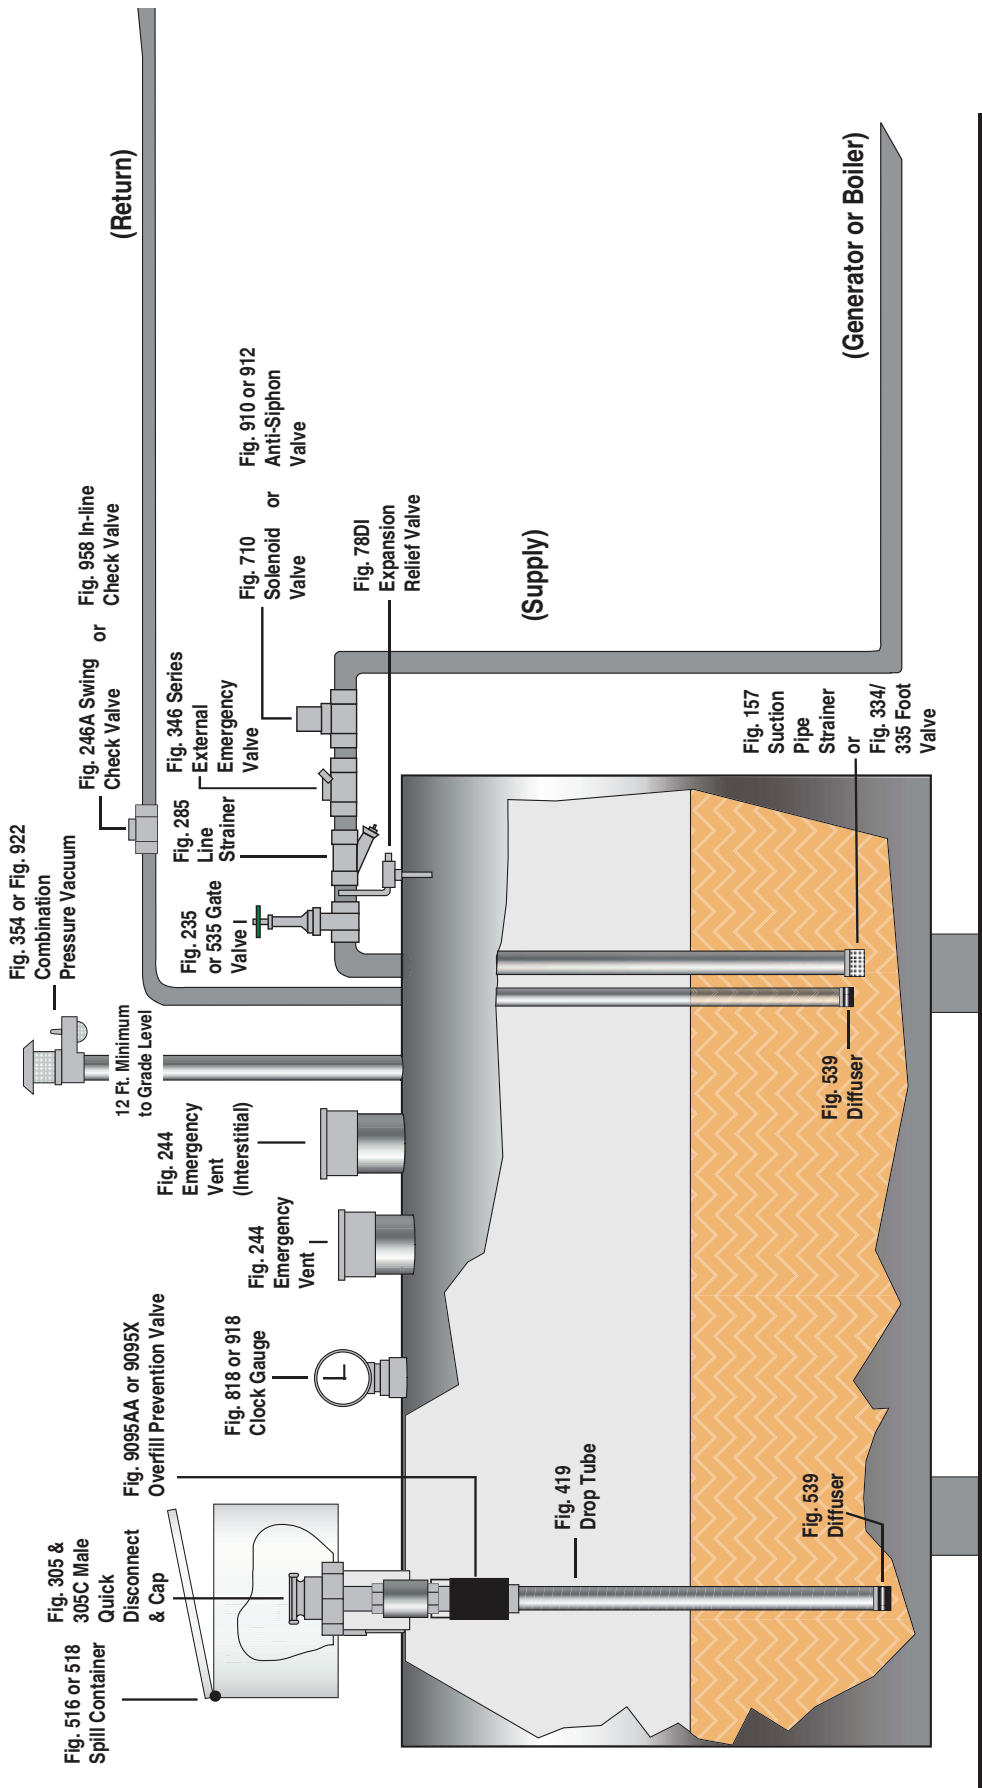 Fig. 516 or 518
Spill Container
Fig. 305 &
305C Male
Quick
Disconnect
& Cap
Fig. 9095AA or 9095X
Overfill Prevention Valve
Fig. 818 or 918
Clock Gauge
Fig. 244
Emergency
Vent
Fig. 244
Emergency
Vent
(Interstitial)
12 Ft. Minimum
to Grade Level
Fig. 354 or Fig. 922
Combination
Pressure Vacuum
Fig. 235
or 535 Gate
Valve
Fig. 285
Line
Strainer
Fig. 346 Series
External
Emergency
Valve
Fig. 246A Swing or Fig. 958 In-line
Check Valve Check Valve
Fig. 710 Fig. 910 or 912
Solenoid or Anti-Siphon
Valve Valve
Fig. 78DI
Expansion
Relief Valve
(Return)
(Supply)
(Generator or Boiler)
Fig. 419
Drop Tube
Fig. 539
Diffuser
Fig. 539
Diffuser
Fig. 157
Suction
Pipe
Strainer
or
Fig. 334/
335 Foot
Valve